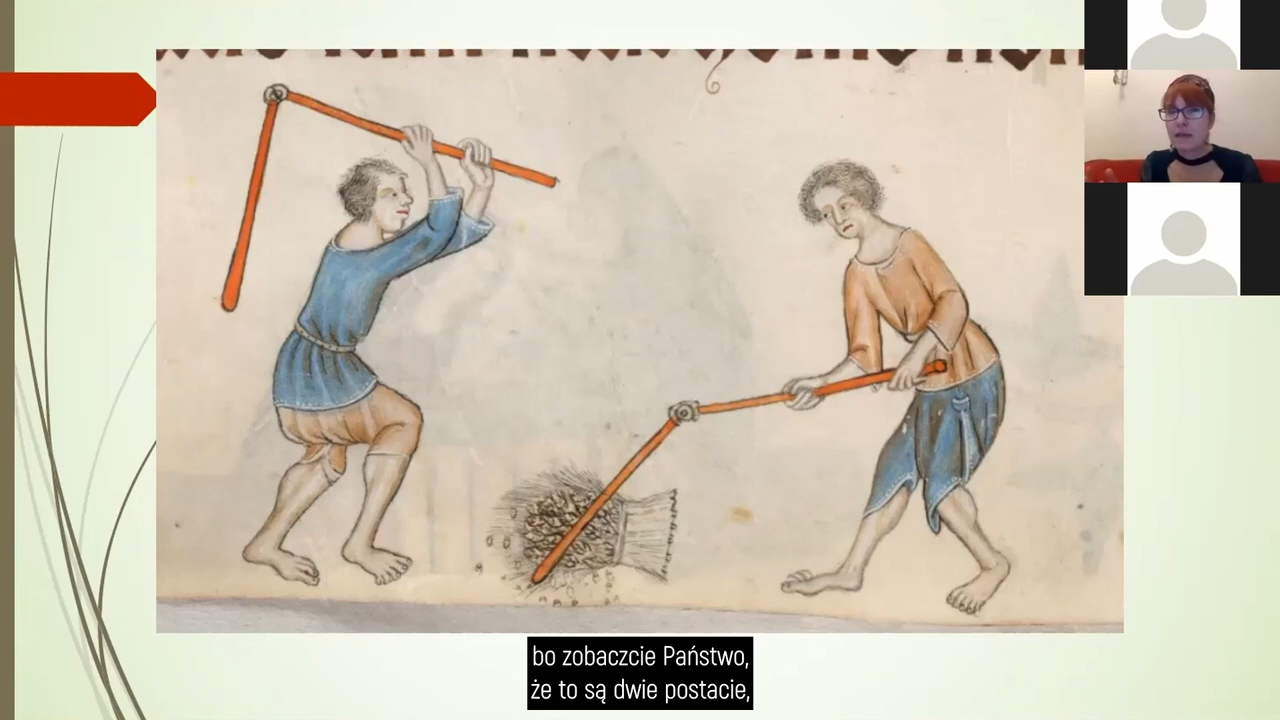 bo zobaczcie Państwo,
że to są dwie postacie,